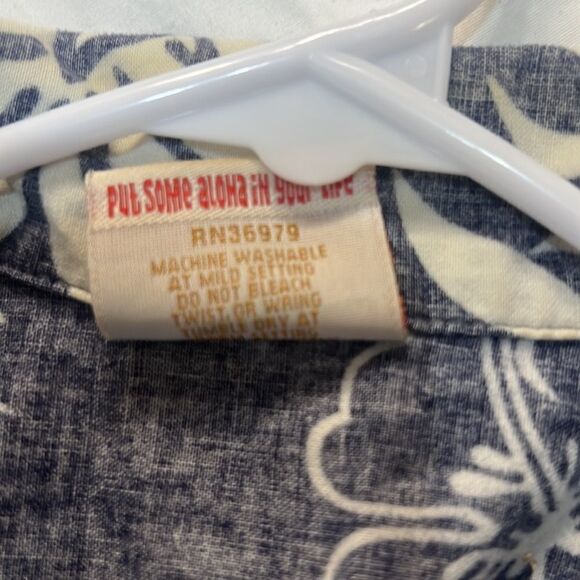 Put Some aloha in your life
RN36979
MACHINE WASHABLE
AT MILD SETTING
DO NOT BLEACH
TWIST OR WRING
TUMBLE DRY AT